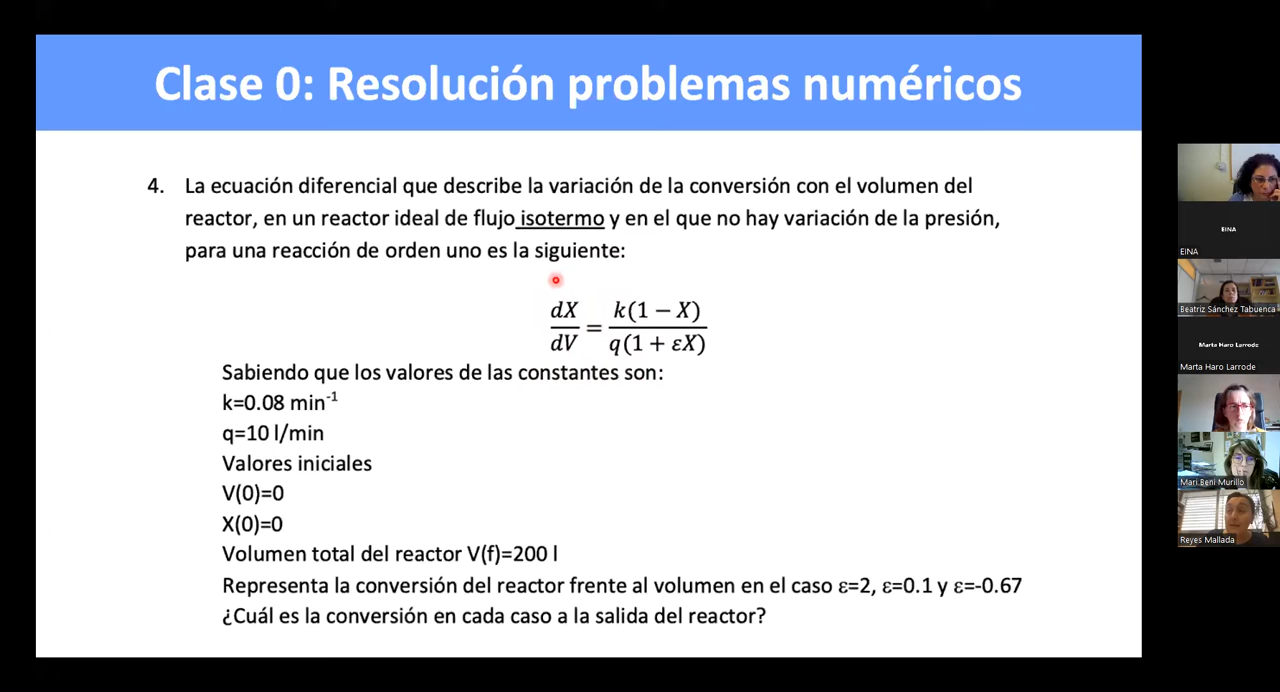 Clase 0: Resolución problemas numéricos
4. La ecuación diferencial que describe la variación de la conversión con el volumen del
reactor, en un reactor ideal de flujo isotermo y en el que no hay variación de la presión,
para una reacción de orden uno es la siguiente:
dX/dV = k(1 − X)/q(1 + εX)
Sabiendo que los valores de las constantes son:
k=0.08 min⁻¹
q=10 l/min
Valores iniciales
V(0)=0
X(0)=0
Volumen total del reactor V(f)=200 l
Representa la conversión del reactor frente al volumen en el caso ε=2, ε=0.1 y ε=-0.67
¿Cuál es la conversión en cada caso a la salida del reactor?
EINA
EINA
Beatriz Sánchez Tabuenca
Marta Haro Larrode
Marta Haro Larrode
Mari.Beni Murillo
Reyes Mallada